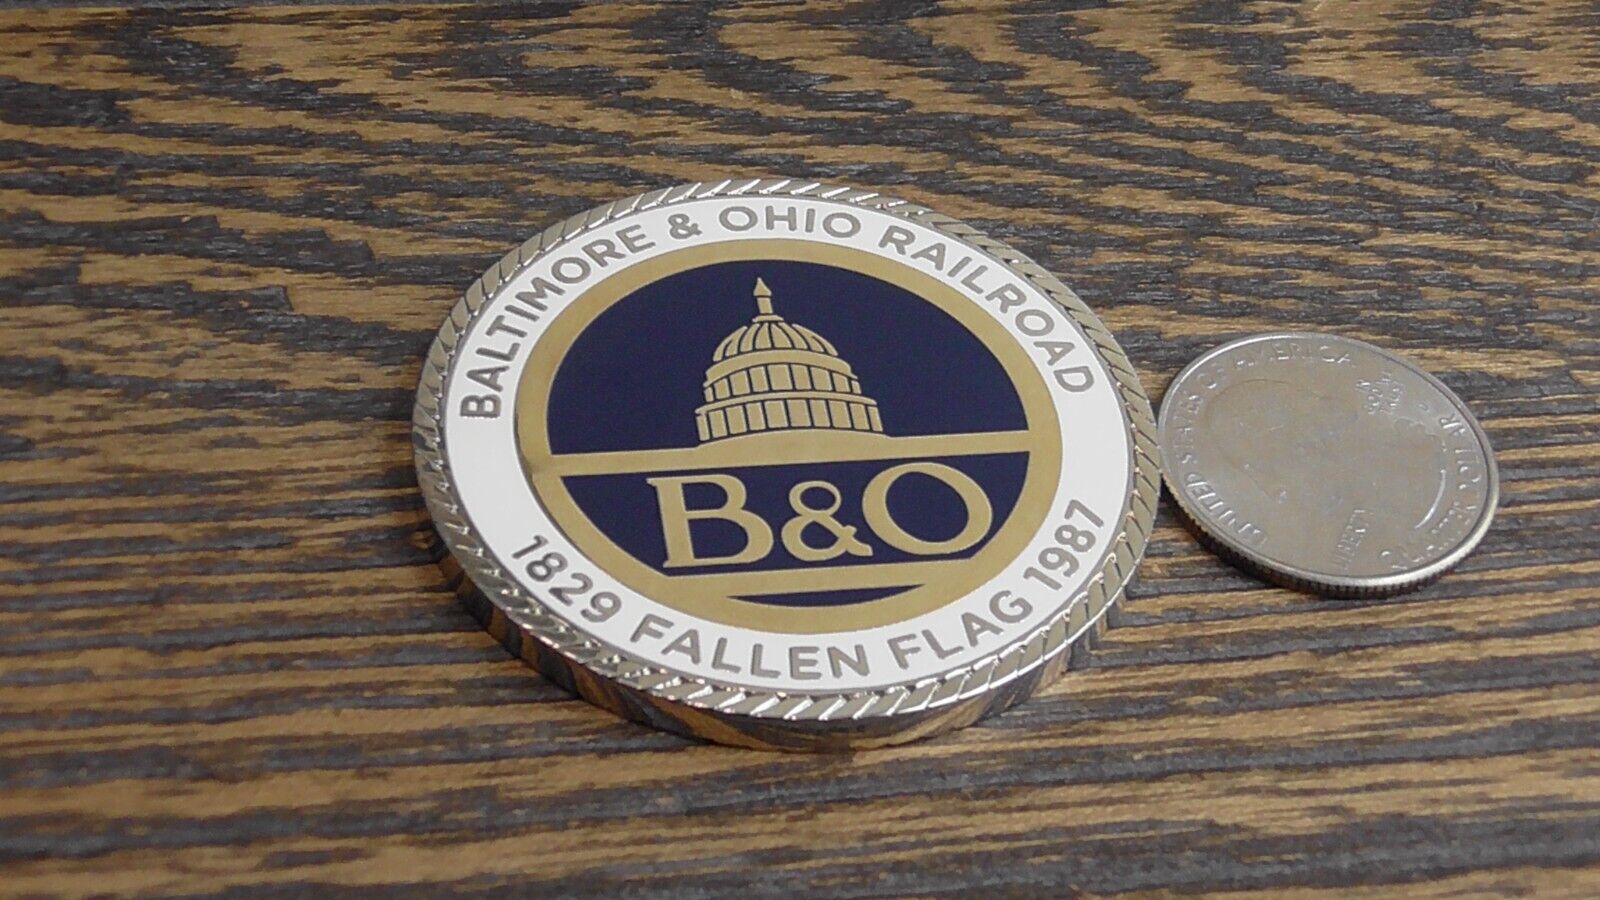 BALTIMORE & OHIO RAILROAD
B&O
1829 FALLEN FLAG 1987
UNITED STATES OF AMERICA
LIBERTY
QUARTER DOLLAR